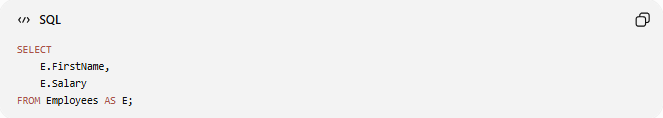 SQL
SELECT
    E.FirstName,
    E.Salary
FROM Employees AS E;